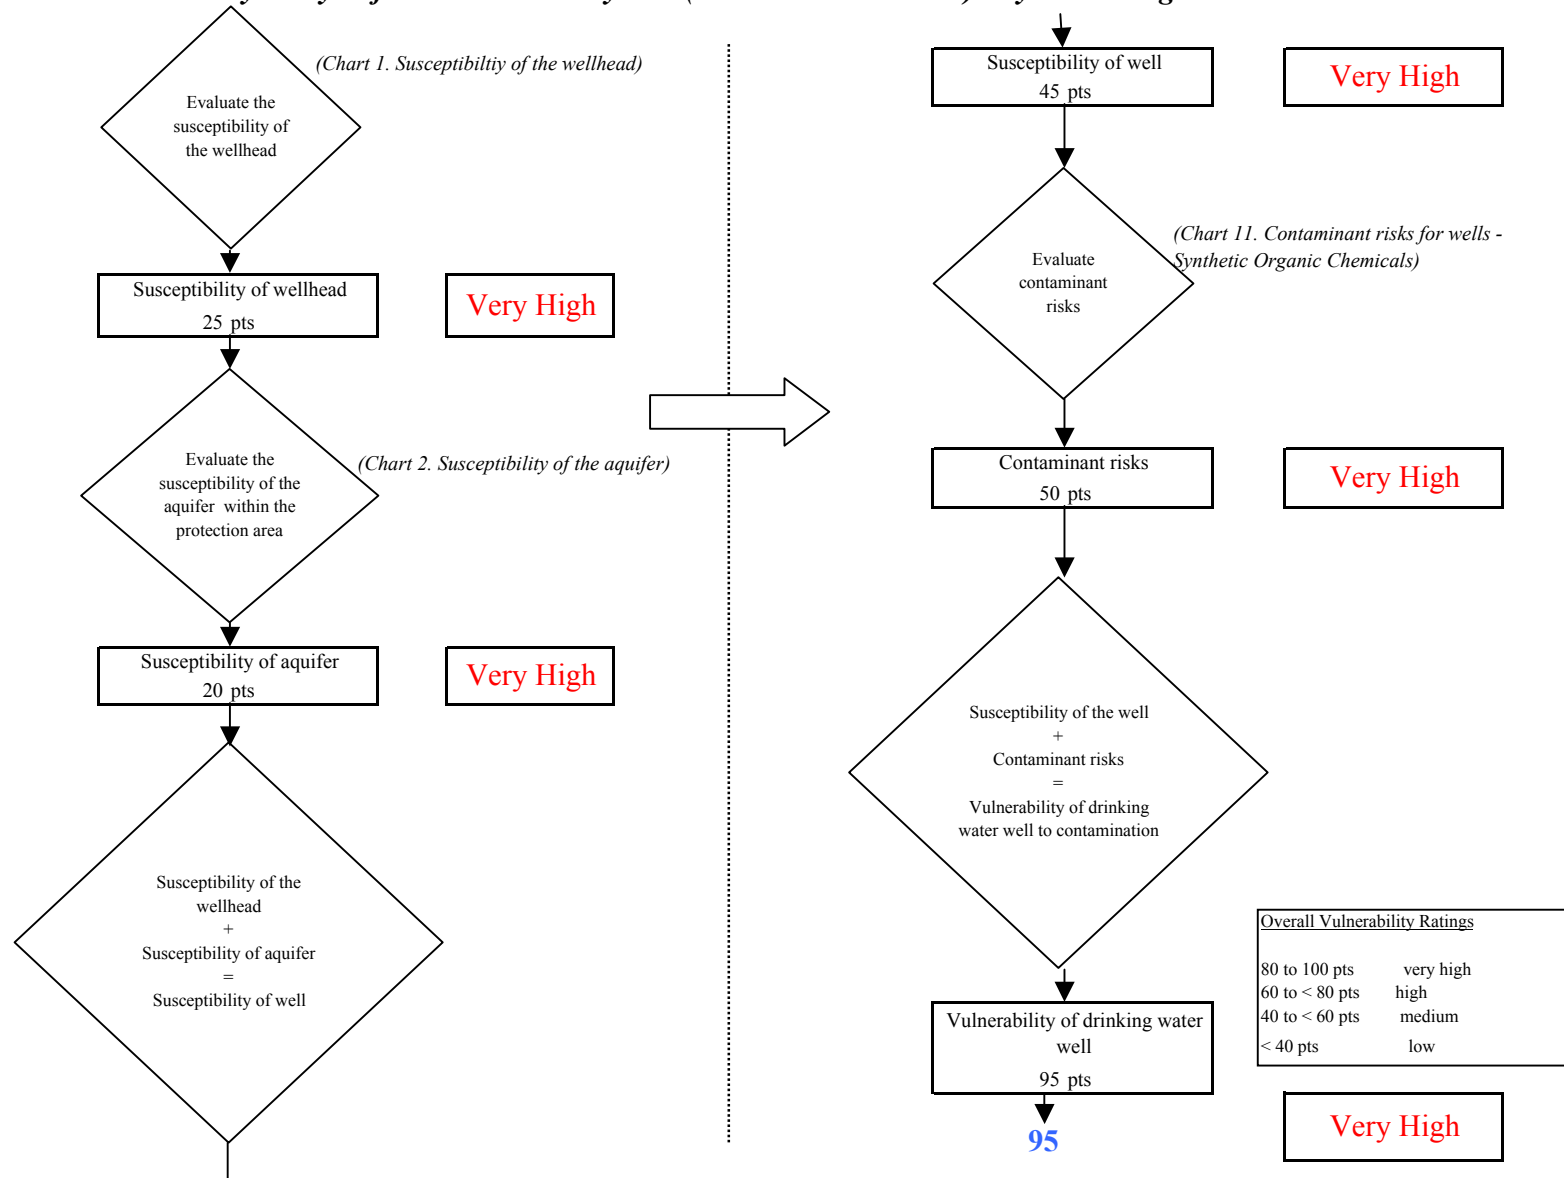 (Chart 1. Susceptibiltiy of the wellhead)
Evaluate the
susceptibility of
the wellhead
Susceptibility of wellhead
25 pts
Very High
Evaluate the
susceptibility of the
aquifer within the
protection area
(Chart 2. Susceptibility of the aquifer)
Susceptibility of aquifer
20 pts
Very High
Susceptibility of the
wellhead
+
Susceptibility of aquifer
=
Susceptibility of well
Susceptibility of well
45 pts
Very High
(Chart 11. Contaminant risks for wells -
Synthetic Organic Chemicals)
Evaluate
contaminant
risks
Contaminant risks
50 pts
Very High
Susceptibility of the well
+
Contaminant risks
=
Vulnerability of drinking
water well to contamination
Overall Vulnerability Ratings
80 to 100 pts very high
60 to < 80 pts high
40 to < 60 pts medium
< 40 pts low
Vulnerability of drinking water
well
95 pts
95
Very High